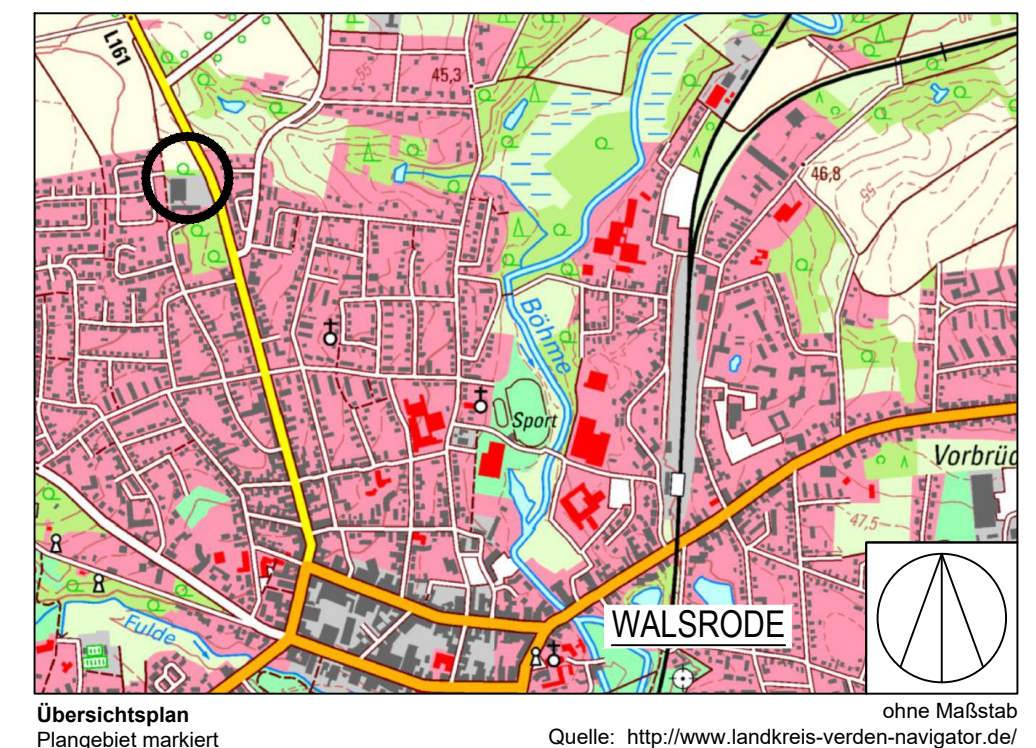 L161
55
45,3
46,8
55
Böhme
Sport
Vorbrüc
47,5
WALSRODE
Fulde
Übersichtsplan
ohne Maßstab
Plangebiet markiert
Quelle: http://www.landkreis-verden-navigator.de/